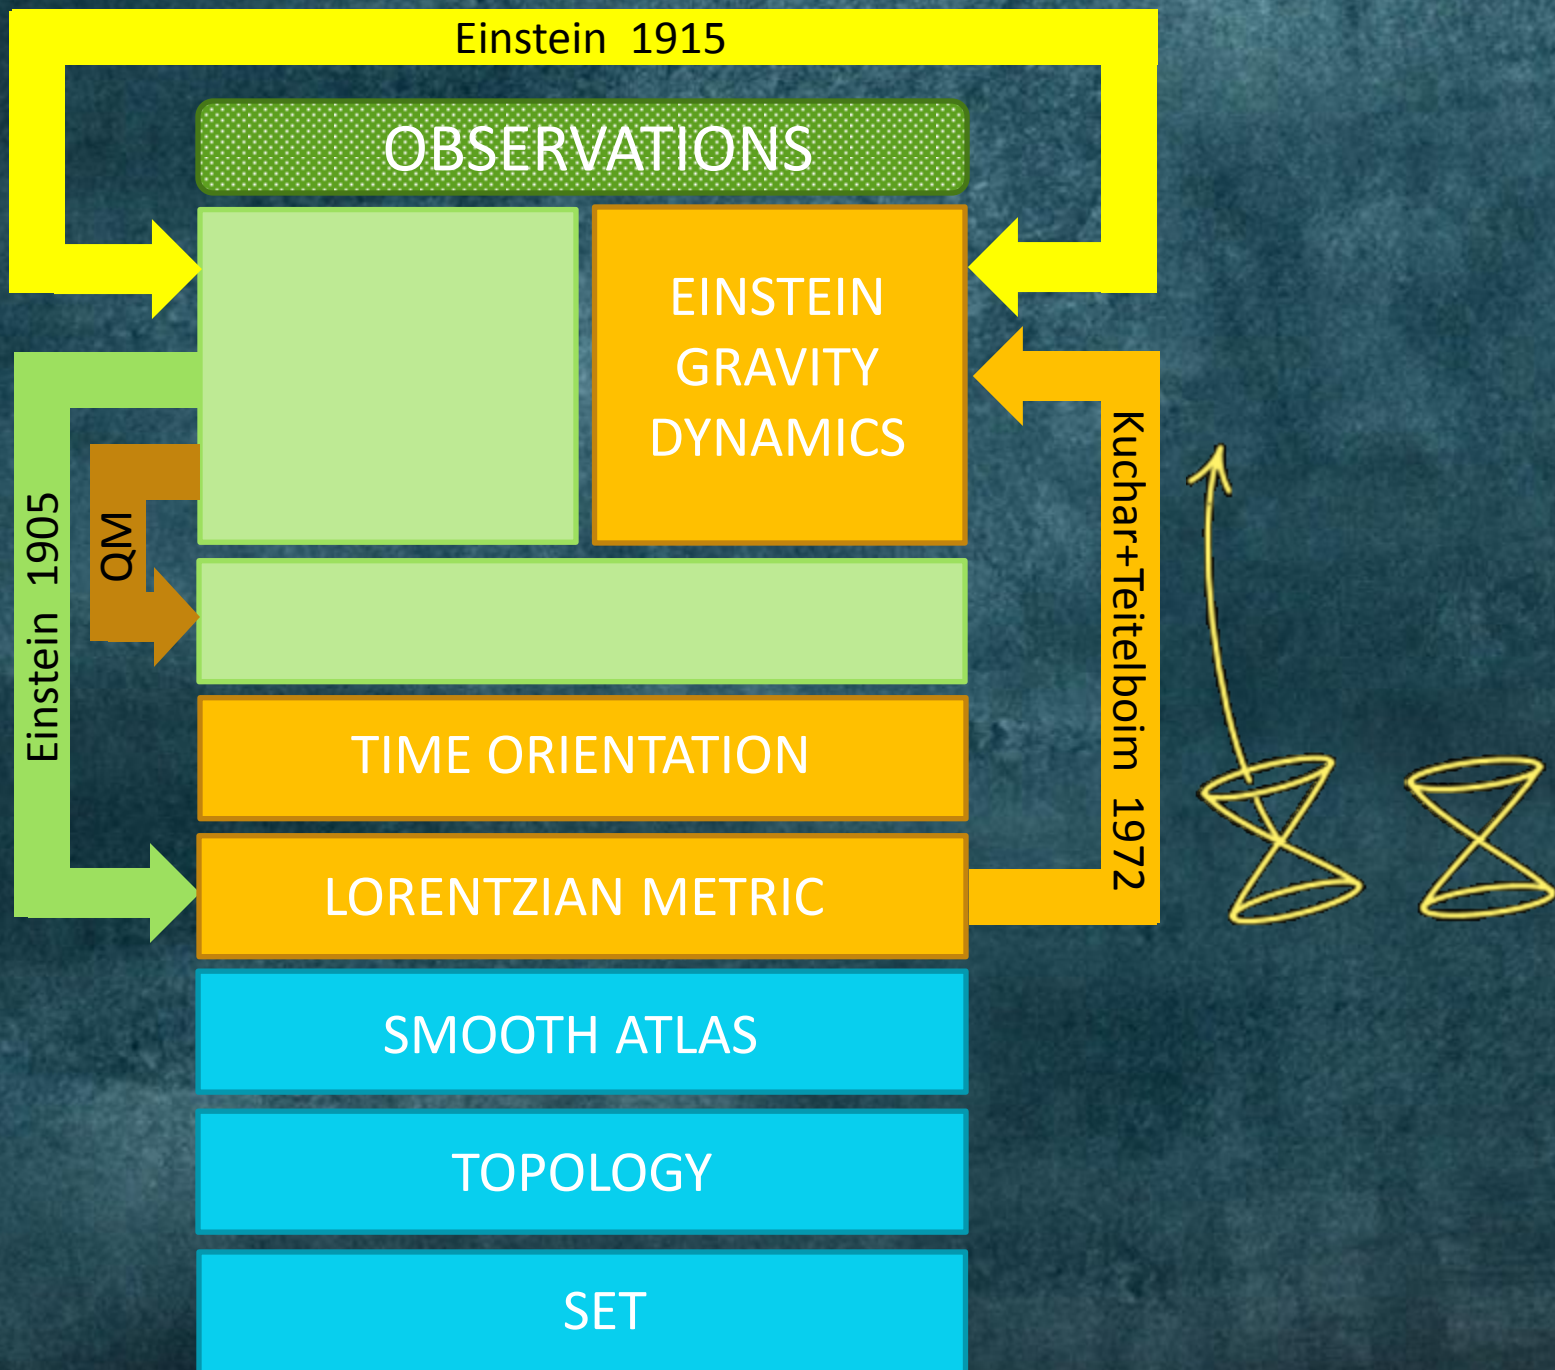 Einstein 1915
OBSERVATIONS
EINSTEIN
GRAVITY
DYNAMICS
Einstein 1905
QM
Kuchar+Teitelboim 1972
TIME ORIENTATION
LORENTZIAN METRIC
SMOOTH ATLAS
TOPOLOGY
SET